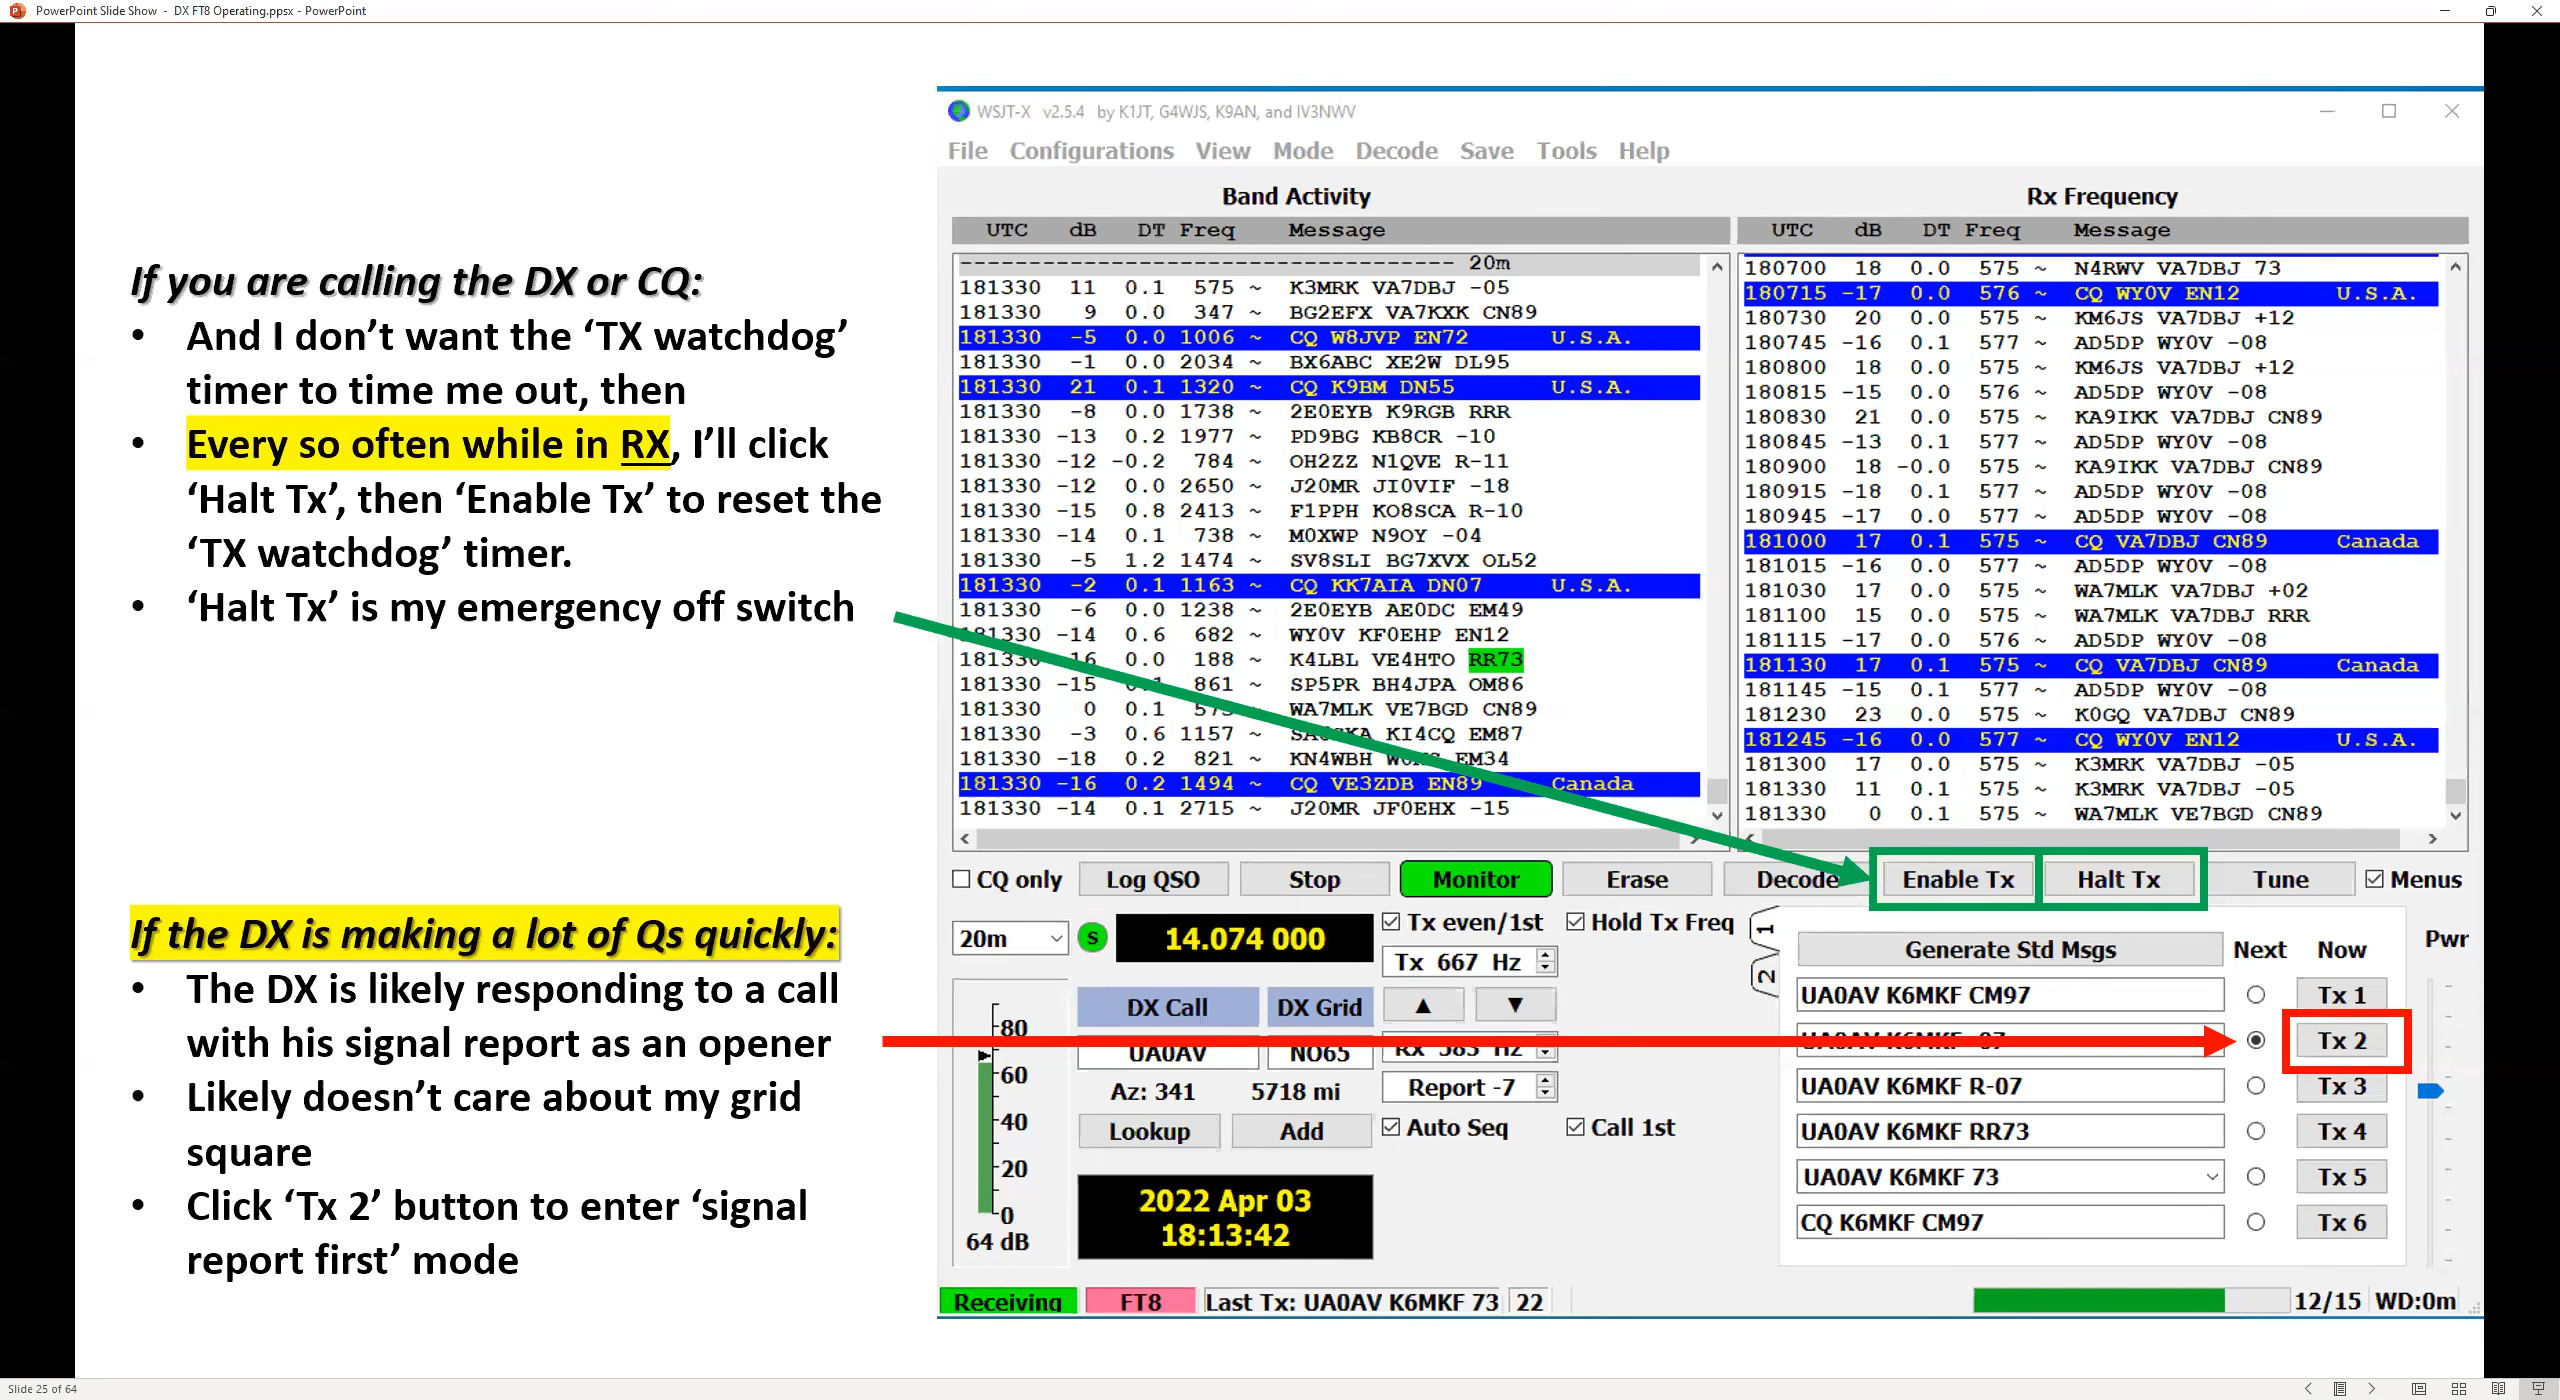 PowerPoint Slide Show - DX FT8 Operating.ppsx - PowerPoint
If you are calling the DX or CQ:
• And I don’t want the ‘TX watchdog’
timer to time me out, then
• Every so often while in RX, I’ll click
‘Halt Tx’, then ‘Enable Tx’ to reset the
‘TX watchdog’ timer.
• ‘Halt Tx’ is my emergency off switch
If the DX is making a lot of Qs quickly:
• The DX is likely responding to a call
with his signal report as an opener
• Likely doesn’t care about my grid
square
• Click ‘Tx 2’ button to enter ‘signal
report first’ mode
WSJT-X v2.5.4 by K1JT, G4WJS, K9AN, and IV3NWV
File Configurations View Mode Decode Save Tools Help
Band Activity
UTC dB DT Freq Message
------------------------------------ 20m
181330 11 0.1 575 ~ K3MRK VA7DBJ -05
181330 9 0.0 347 ~ BG2EFX VA7KXK CN89
181330 -5 0.0 1006 ~ CQ W8JVP EN72 U.S.A.
181330 -1 0.0 2034 ~ BX6ABC XE2W DL95
181330 21 0.1 1320 ~ CQ K9BM DN55 U.S.A.
181330 -8 0.0 1738 ~ 2E0EYB K9RGB RRR
181330 -13 0.2 1977 ~ PD9BG KB8CR -10
181330 -12 -0.2 784 ~ OH2ZZ N1QVE R-11
181330 -12 0.0 2650 ~ J20MR JI0VIF -18
181330 -15 0.8 2413 ~ F1PPH KO8SCA R-10
181330 -14 0.1 738 ~ M0XWP N9OY -04
181330 -5 1.2 1474 ~ SV8SLI BG7XVX OL52
181330 -2 0.1 1163 ~ CQ KK7AIA DN07 U.S.A.
181330 -6 0.0 1238 ~ 2E0EYB AE0DC EM49
181330 -14 0.6 682 ~ WY0V KF0EHP EN12
181330 16 0.0 188 ~ K4LBL VE4HTO RR73
181330 -15 861 ~ SP5PR BH4JPA OM86
181330 0 0.1 ~ WA7MLK VE7BGD CN89
181330 -3 0.6 1157 ~ KI4CQ EM87
181330 -18 0.2 821 ~ KN4WBH EM34
181330 -16 0.2 1494 ~ CQ VE3ZDB EN89 Canada
181330 -14 0.1 2715 ~ J20MR JF0EHX -15
Rx Frequency
UTC dB DT Freq Message
180700 18 0.0 575 ~ N4RWV VA7DBJ 73
180715 -17 0.0 576 ~ CQ WY0V EN12 U.S.A.
180730 20 0.0 575 ~ KM6JS VA7DBJ +12
180745 -16 0.1 577 ~ AD5DP WY0V -08
180800 18 0.0 575 ~ KM6JS VA7DBJ +12
180815 -15 0.0 576 ~ AD5DP WY0V -08
180830 21 0.0 575 ~ KA9IKK VA7DBJ CN89
180845 -13 0.1 577 ~ AD5DP WY0V -08
180900 18 -0.0 575 ~ KA9IKK VA7DBJ CN89
180915 -18 0.1 577 ~ AD5DP WY0V -08
180945 -17 0.0 577 ~ AD5DP WY0V -08
181000 17 0.1 575 ~ CQ VA7DBJ CN89 Canada
181015 -16 0.0 577 ~ AD5DP WY0V -08
181030 17 0.1 575 ~ WA7MLK VA7DBJ +02
181100 15 0.0 575 ~ WA7MLK VA7DBJ RRR
181115 -17 0.0 576 ~ AD5DP WY0V -08
181130 17 0.1 575 ~ CQ VA7DBJ CN89 Canada
181145 -15 0.1 577 ~ AD5DP WY0V -08
181230 23 0.0 575 ~ K0GQ VA7DBJ CN89
181245 -16 0.0 577 ~ CQ WY0V EN12 U.S.A.
181300 17 0.0 575 ~ K3MRK VA7DBJ -05
181330 11 0.1 575 ~ K3MRK VA7DBJ -05
181330 0 0.1 575 ~ WA7MLK VE7BGD CN89
CQ only Log QSO Stop Monitor Erase Decode Enable Tx Halt Tx Tune Menus
20m S 14.074 000 Tx even/1st Hold Tx Freq
Tx 667 Hz
DX Call DX Grid
UA0AV NO65 Rx 583 Hz
Az: 341 5718 mi Report -7
Lookup Add Auto Seq Call 1st
2022 Apr 03
18:13:42
80
60
40
20
0
64 dB
1
2
Generate Std Msgs Next Now Pwr
UA0AV K6MKF CM97 Tx 1
UA0AV K6MKF -07 Tx 2
UA0AV K6MKF R-07 Tx 3
UA0AV K6MKF RR73 Tx 4
UA0AV K6MKF 73 Tx 5
CQ K6MKF CM97 Tx 6
Receiving FT8 Last Tx: UA0AV K6MKF 73 22 12/15 WD:0m
Slide 25 of 64